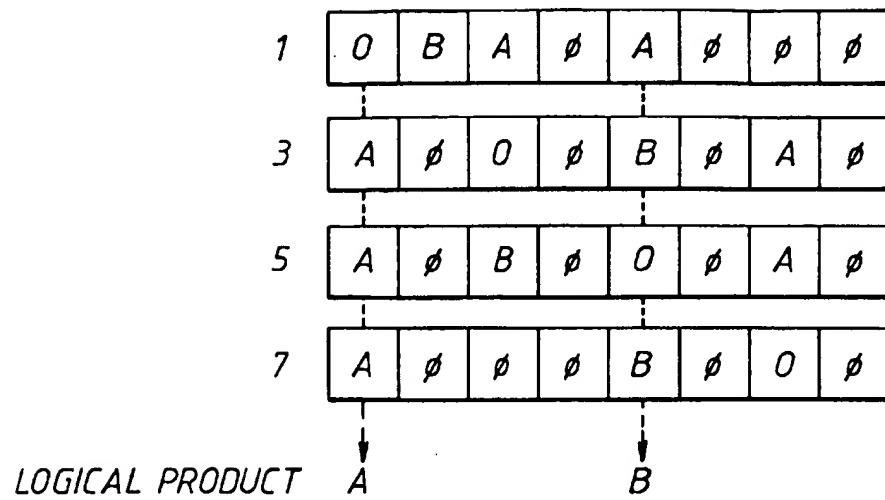 1 O B A ø A ø ø ø
3 A ø O ø B ø A ø
5 A ø B ø O ø A ø
7 A ø ø ø B ø O ø
LOGICAL PRODUCT A B